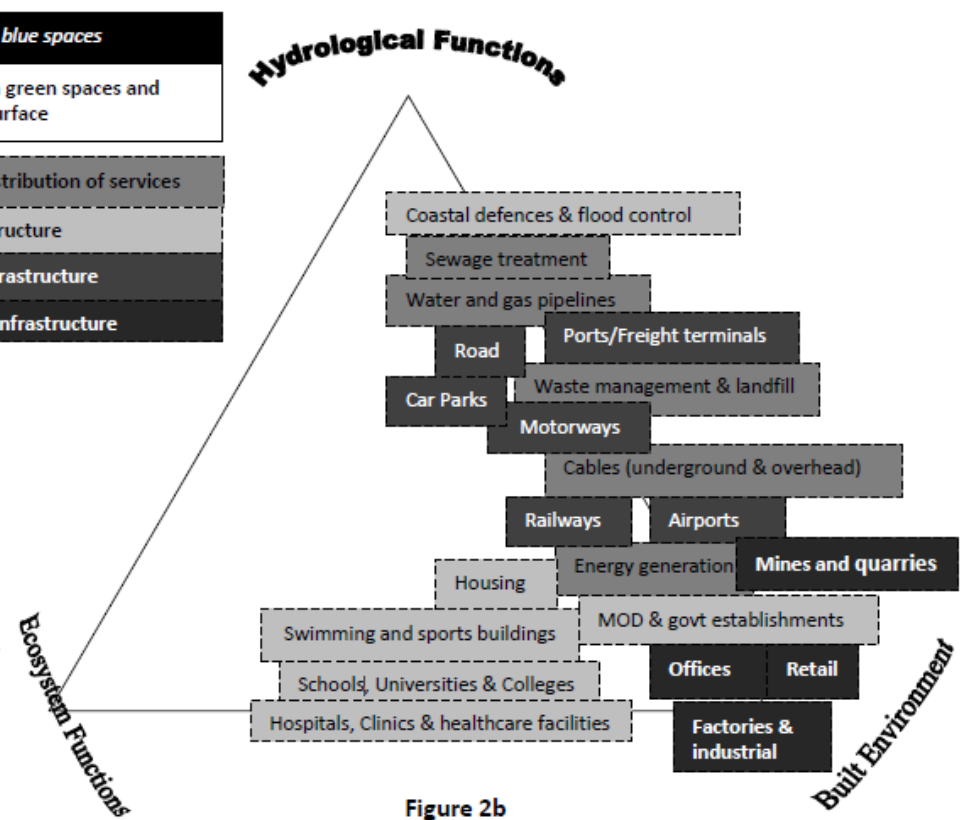 blue spaces
green spaces and
urface
stribution of services
ructure
rastructure
nfrastructure
Hydrological Functions
Coastal defences & flood control
Sewage treatment
Water and gas pipelines
Ports/Freight terminals
Road
Waste management & landfill
Car Parks
Motorways
Cables (underground & overhead)
Railways
Airports
Energy generation
Mines and quarries
Housing
MOD & govt establishments
Swimming and sports buildings
Offices
Retail
Schools, Universities & Colleges
Hospitals, Clinics & healthcare facilities
Factories &
industrial
Ecosystem Functions
Built Environment
Figure 2b